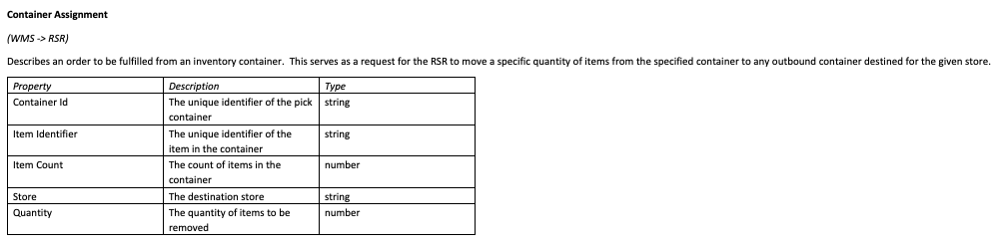 Container Assignment
(WMS -> RSR)
Describes an order to be fulfilled from an inventory container.  This serves as a request for the RSR to move a specific quantity of items from the specified container to any outbound container destined for the given store.
Property Description Type
Container Id The unique identifier of the pick string
container
Item Identifier The unique identifier of the string
item in the container
Item Count The count of items in the number
container
Store The destination store string
Quantity The quantity of items to be number
removed